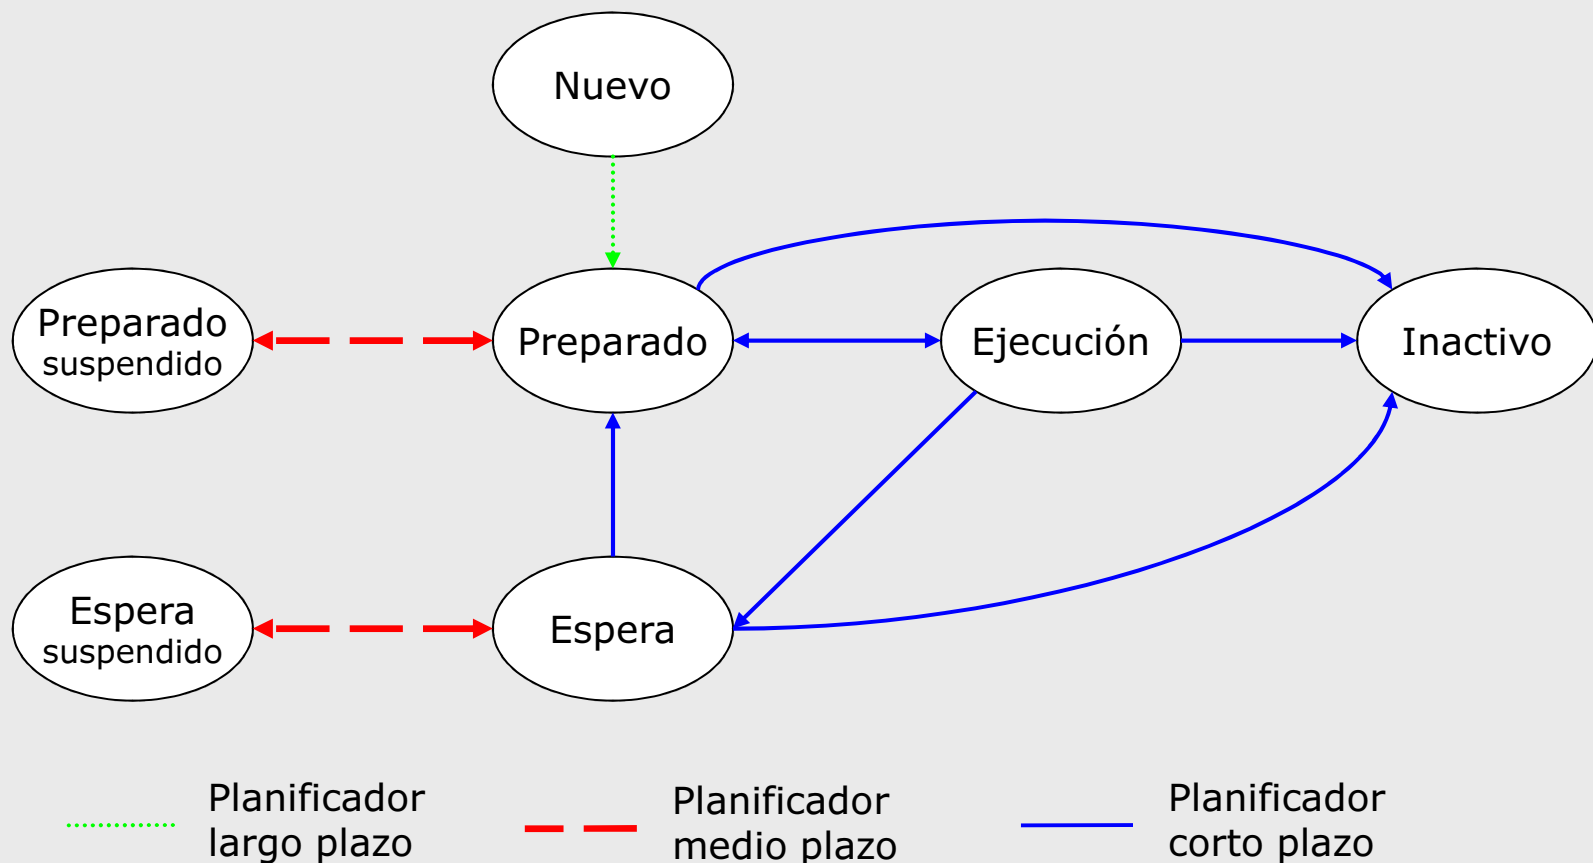 Nuevo
Preparado
suspendido
Preparado
Ejecución
Inactivo
Espera
suspendido
Espera
Planificador
largo plazo
Planificador
medio plazo
Planificador
corto plazo